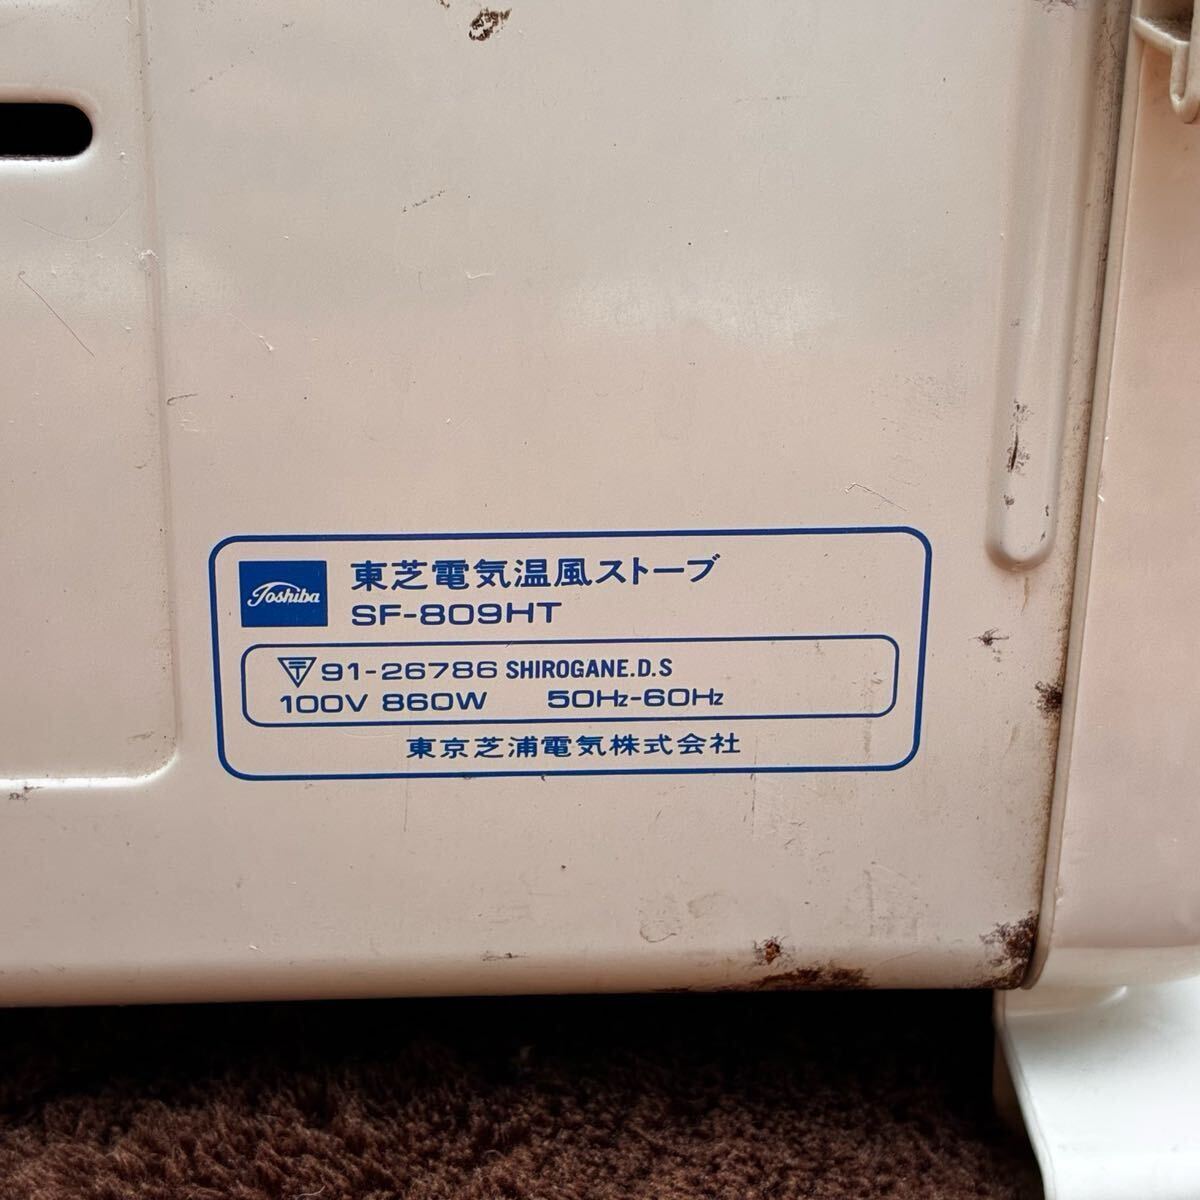 Toshiba
東芝電気温風ストーブ
SF-809HT
〒91-26786 SHIROGANE.D.S
100V 860W 50Hz-60Hz
東京芝浦電気株式会社